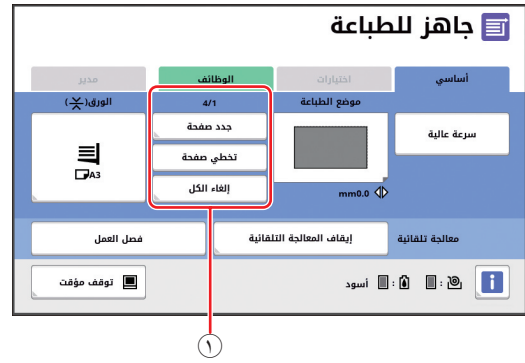 جاهز للطباعة
أساسي
اختيارات
الوظائف
مدير
موضع الطباعة
4/1
الورق(✕)
سرعة عالية
جدد صفحة
تخطي صفحة
إلغاء الكل
A3
mm0.0
معالجة تلقائية
إيقاف المعالجة التلقائية
فصل العمل
i
أسود
توقف مؤقت
١